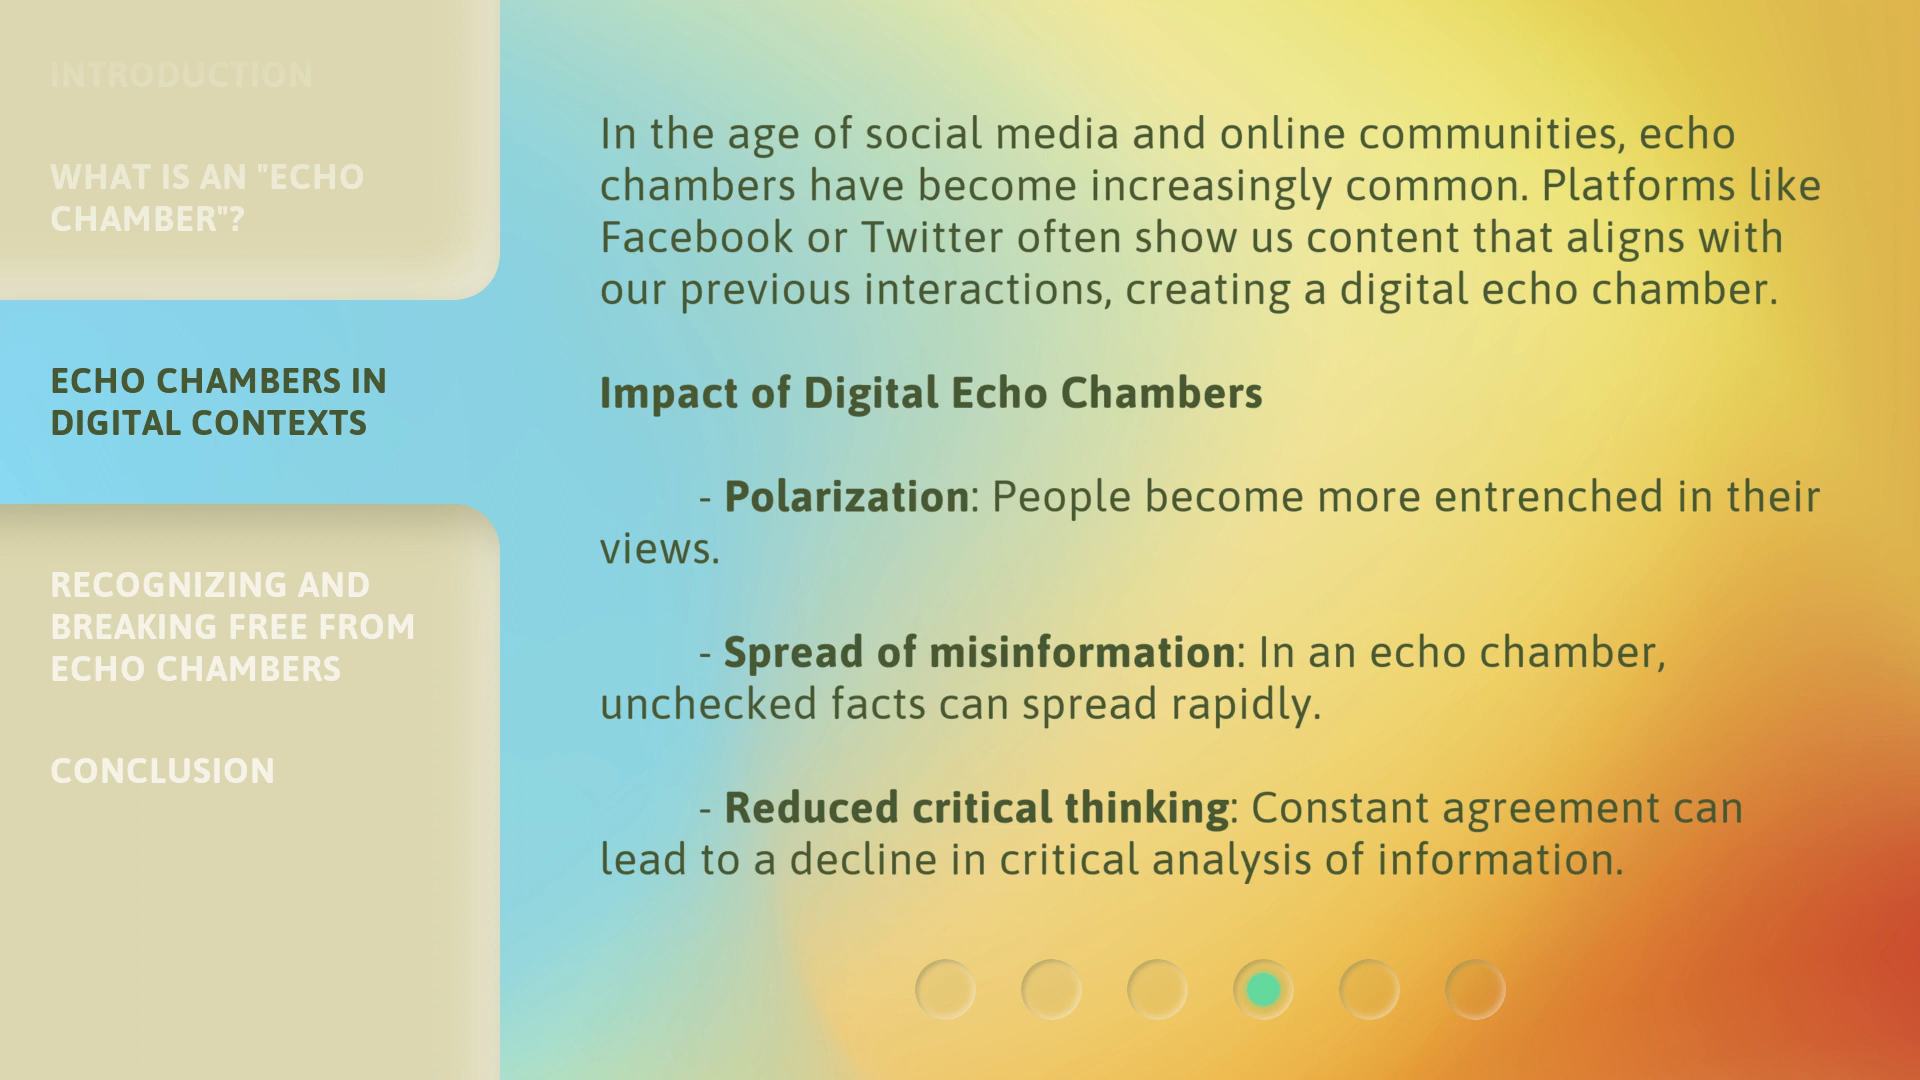 INTRODUCTION
WHAT IS AN "ECHO
CHAMBER"?
ECHO CHAMBERS IN
DIGITAL CONTEXTS
RECOGNIZING AND
BREAKING FREE FROM
ECHO CHAMBERS
CONCLUSION
In the age of social media and online communities, echo
chambers have become increasingly common. Platforms like
Facebook or Twitter often show us content that aligns with
our previous interactions, creating a digital echo chamber.
Impact of Digital Echo Chambers
- Polarization: People become more entrenched in their
views.
- Spread of misinformation: In an echo chamber,
unchecked facts can spread rapidly.
- Reduced critical thinking: Constant agreement can
lead to a decline in critical analysis of information.